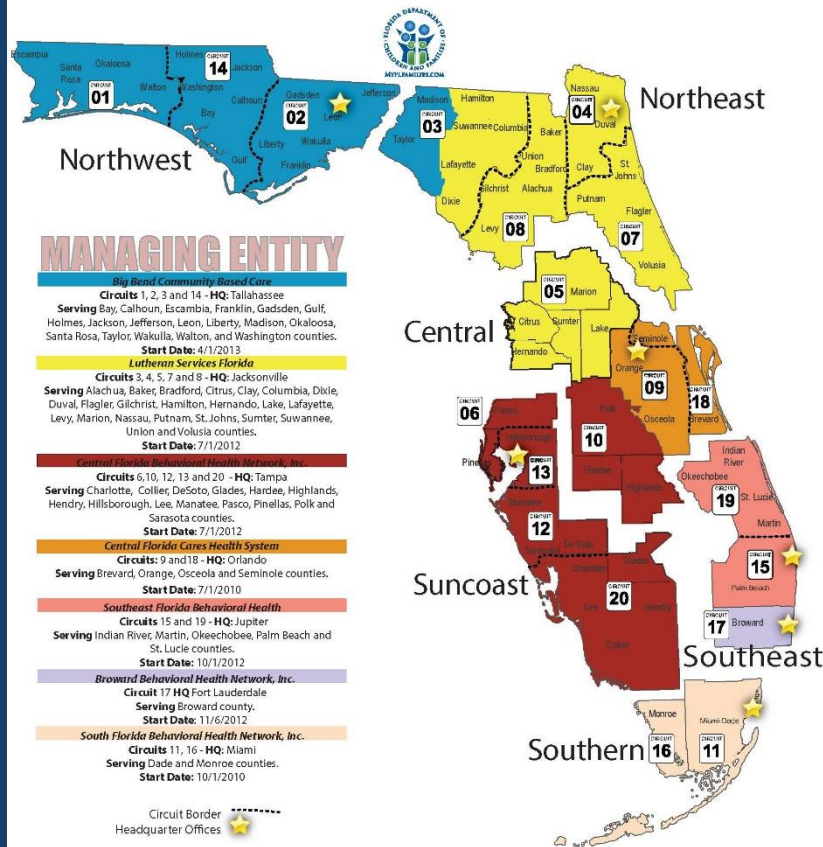 FLORIDA DEPARTMENT OF
CHILDREN AND FAMILIES
MYFLFAMILIES.COM
Escambia
Santa
Rosa
Okaloosa
Walton
CIRCUIT
01
Holmes
CIRCUIT
14
Jackson
Washington
Bay
Calhoun
Gulf
Gadsden
CIRCUIT
02
Leon
Jefferson
Liberty
Wakulla
Franklin
Northwest
Madison
CIRCUIT
03
Taylor
Hamilton
Suwannee
Columbia
Lafayette
Dixie
Baker
Union
Bradford
Gilchrist
Alachua
Levy
CIRCUIT
08
Nassau
CIRCUIT
04
Duval
Clay
St.
Johns
Putnam
Flagler
CIRCUIT
07
Volusia
Northeast
MANAGING ENTITY
Big Bend Community Based Care
Circuits 1, 2, 3 and 14 - HQ: Tallahassee
Serving Bay, Calhoun, Escambia, Franklin, Gadsden, Gulf,
Holmes, Jackson, Jefferson, Leon, Liberty, Madison, Okaloosa,
Santa Rosa, Taylor, Wakulla, Walton, and Washington counties.
Start Date: 4/1/2013
Lutheran Services Florida
Circuits 3, 4, 5, 7 and 8 - HQ: Jacksonville
Serving Alachua, Baker, Bradford, Citrus, Clay, Columbia, Dixie,
Duval, Flagler, Gilchrist, Hamilton, Hernando, Lake, Lafayette,
Levy, Marion, Nassau, Putnam, St. Johns, Sumter, Suwannee,
Union and Volusia counties.
Start Date: 7/1/2012
Central Florida Behavioral Health Network, Inc.
Circuits 6,10, 12, 13 and 20 - HQ: Tampa
Serving Charlotte, Collier, DeSoto, Glades, Hardee, Highlands,
Hendry, Hillsborough, Lee, Manatee, Pasco, Pinellas, Polk and
Sarasota counties.
Start Date: 7/1/2012
Central Florida Cares Health System
Circuits: 9 and18 - HQ: Orlando
Serving Brevard, Orange, Osceola and Seminole counties.
Start Date: 7/1/2010
Southeast Florida Behavioral Health
Circuits 15 and 19 - HQ: Jupiter
Serving Indian River, Martin, Okeechobee, Palm Beach and
St. Lucie counties.
Start Date: 10/1/2012
Broward Behavioral Health Network, Inc.
Circuit 17 HQ Fort Lauderdale
Serving Broward county.
Start Date: 11/6/2012
South Florida Behavioral Health Network, Inc.
Circuits 11, 16 - HQ: Miami
Serving Dade and Monroe counties.
Start Date: 10/1/2010
Circuit Border
Headquarter Offices
CIRCUIT
05
Marion
Citrus
Sumter
Lake
Hernando
Central
Seminole
Orange
CIRCUIT
09
Osceola
CIRCUIT
18
Brevard
CIRCUIT
06
Pasco
Pinellas
Hillsborough
CIRCUIT
13
Polk
CIRCUIT
10
Hardee
Highlands
Manatee
CIRCUIT
12
Sarasota
De Soto
Charlotte
Glades
CIRCUIT
20
Lee
Hendry
Collier
Suncoast
Indian
River
Okeechobee
CIRCUIT
19
St. Lucie
Martin
CIRCUIT
15
Palm Beach
CIRCUIT
17
Broward
Southeast
Monroe
Miami-Dade
CIRCUIT
16
CIRCUIT
11
Southern